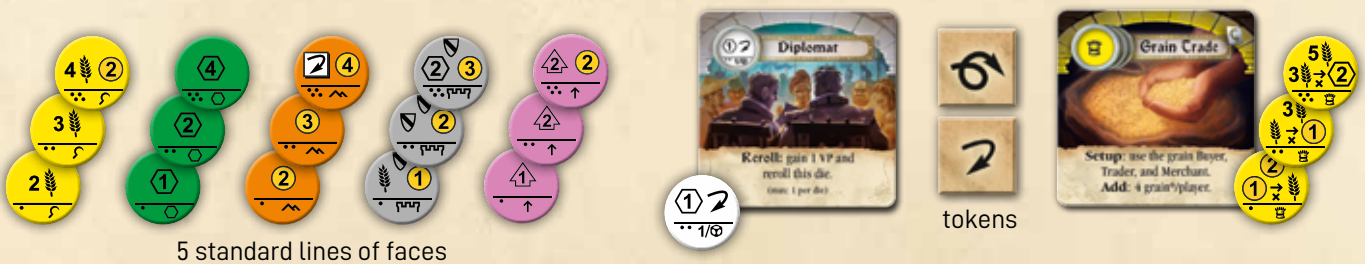 4 2
3
2
4
2
1
4
3
2
2 3
2
1
2 2
2
1
5 standard lines of faces
1
Diplomat
Reroll: gain 1 VP and
reroll this die.
(max: 1 per die)
1
1/
tokens
Grain Trade
C
Setup: use the grain Buyer,
Trader, and Merchant.
Add: 4 grain*/player.
5
3 → x 2
3
→ x 1
2
1 → x